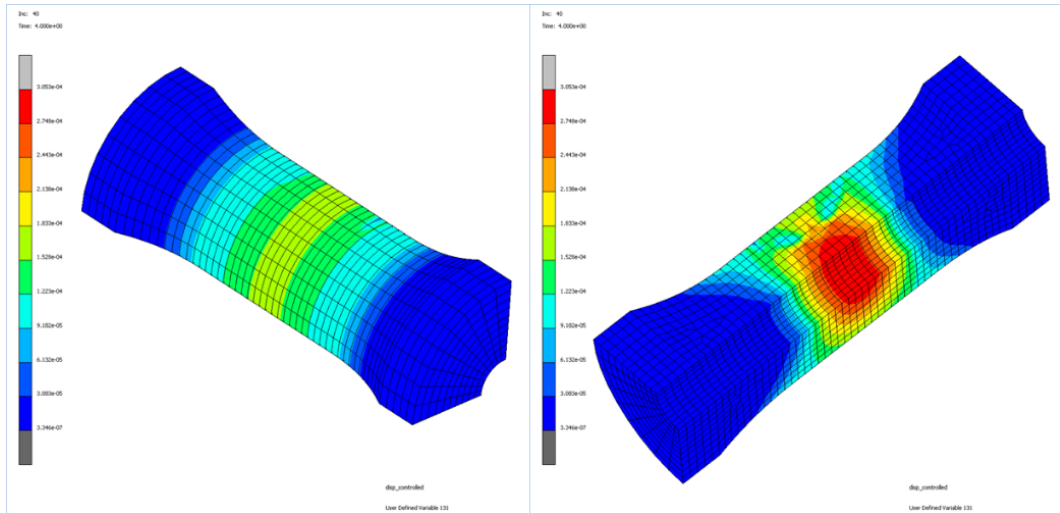 Inc: 40
Time: 4.000e+00
3.053e-04
2.748e-04
2.443e-04
2.138e-04
1.833e-04
1.528e-04
1.223e-04
9.182e-05
6.132e-05
3.083e-05
3.346e-07
disp_controlled
User Defined Variable 131
Inc: 40
Time: 4.000e+00
3.053e-04
2.748e-04
2.443e-04
2.138e-04
1.833e-04
1.528e-04
1.223e-04
9.182e-05
6.132e-05
3.083e-05
3.346e-07
disp_controlled
User Defined Variable 131